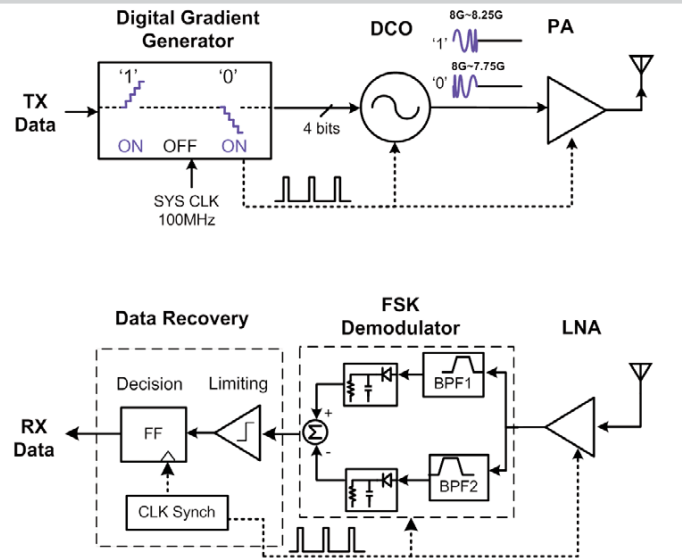 Digital Gradient
Generator
DCO
8G~8.25G
'1'
8G~7.75G
'0'
PA
TX
Data
'1'
'0'
ON
OFF
ON
4 bits
SYS CLK
100MHz
Data Recovery
FSK
Demodulator
LNA
Decision
Limiting
BPF1
RX
Data
FF
Σ
+
-
BPF2
CLK Synch